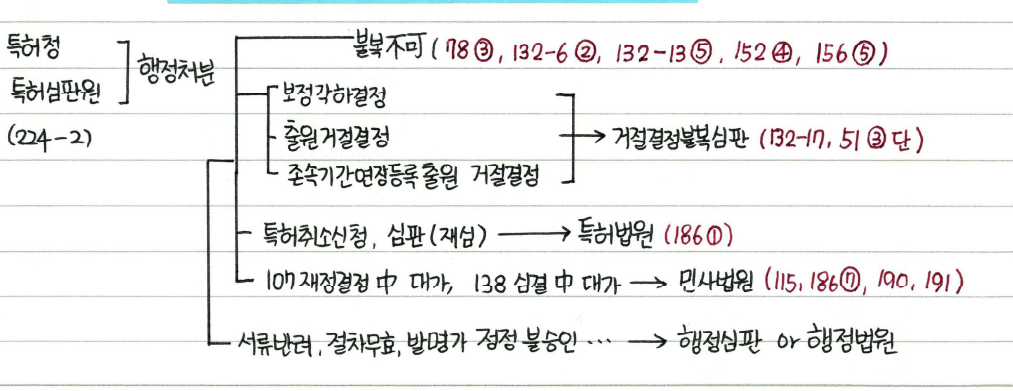 특허청
특허심판원
(224-2)
행정처분
불복不可 (78③, 132-6②, 132-13⑤, 152④, 156⑤)
보정각하결정
출원거절결정
존속기간연장등록출원 거절결정
→ 거절결정불복심판 (132-17, 51③단)
특허취소신청, 심판(재심) → 특허법원 (186①)
107 재정결정 中 대가, 138 심결 中 대가 → 민사법원 (115, 186⑦, 190, 191)
서류반려, 절차무효, 발명가 정정 불승인 ... → 행정심판 or 행정법원